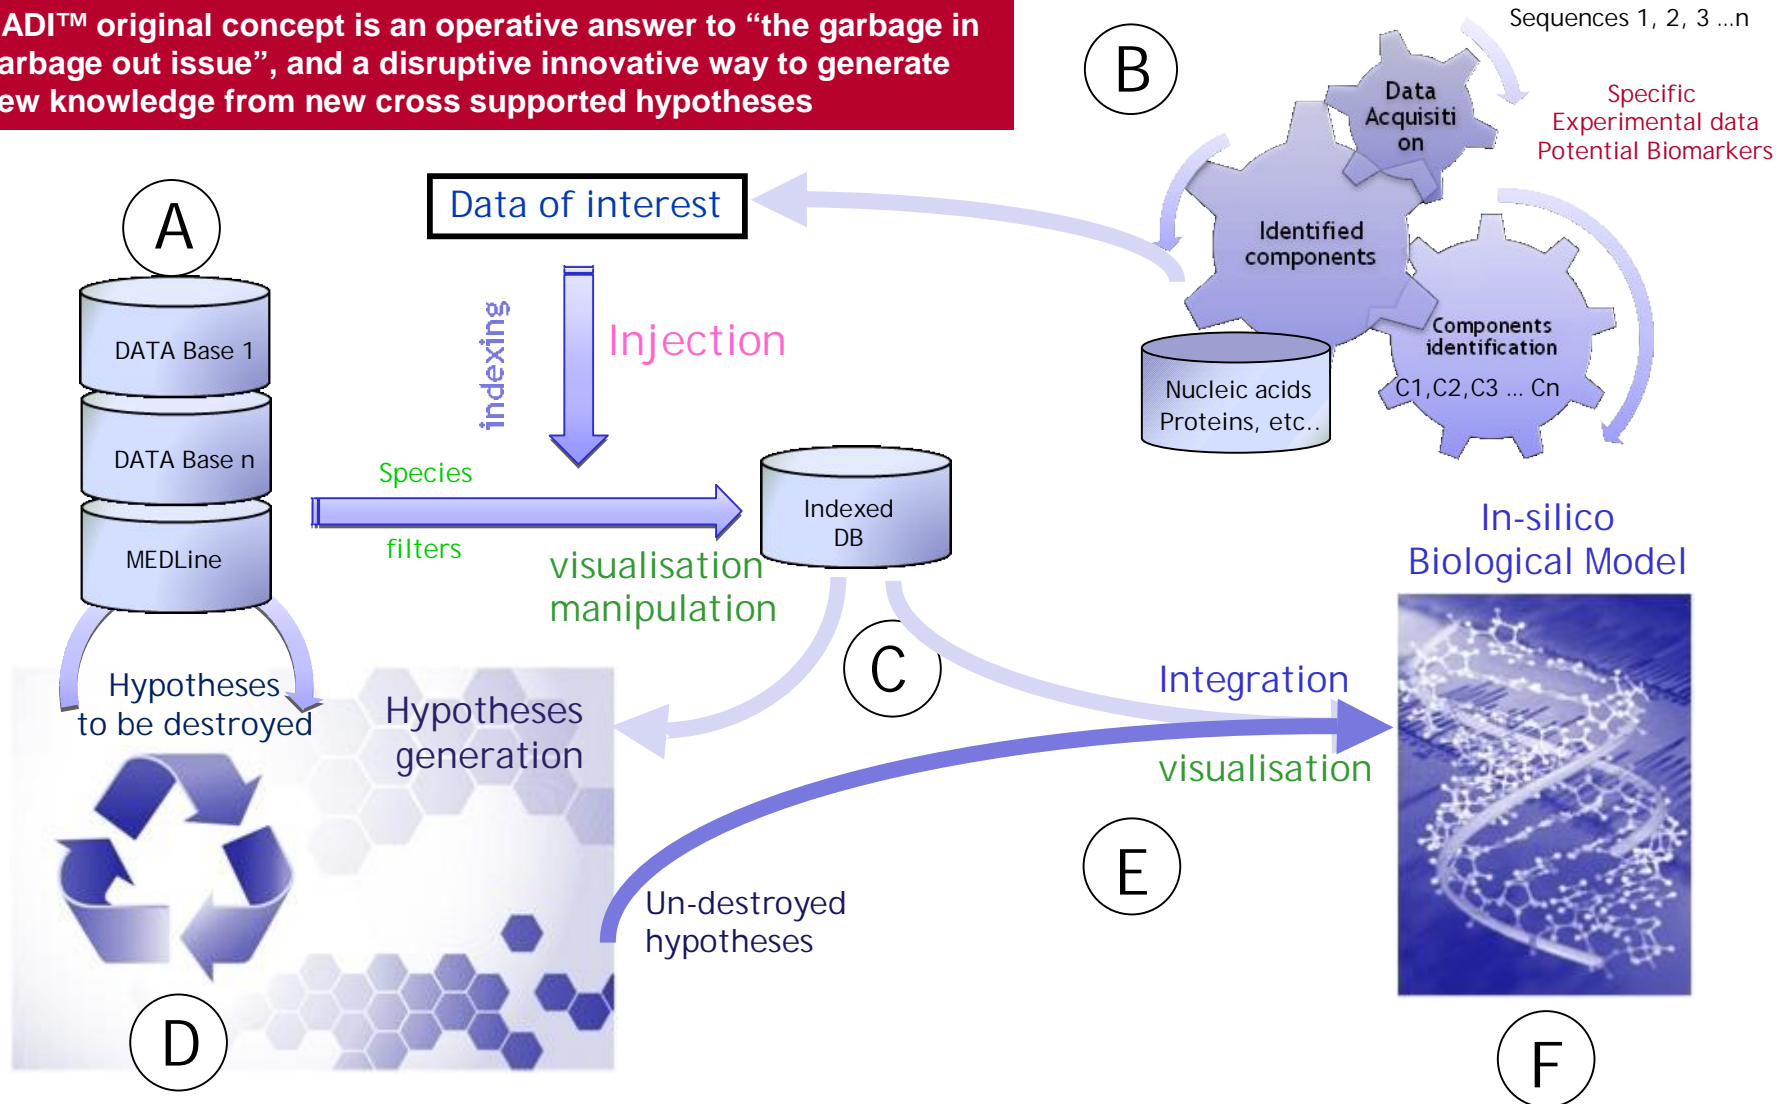 ADI™ original concept is an operative answer to “the garbage in
arbage out issue”, and a disruptive innovative way to generate
ew knowledge from new cross supported hypotheses
Sequences 1, 2, 3 ...n
B
Data
Acquisiti
on
Specific
Experimental data
Potential Biomarkers
Data of interest
A
Identified
components
indexing
Injection
DATA Base 1
Components
identification
C1,C2,C3 ... Cn
Nucleic acids
Proteins, etc..
DATA Base n
Species
filters
Indexed
DB
MEDLine
visualisation
manipulation
In-silico
Biological Model
C
Hypotheses
to be destroyed
Hypotheses
generation
Integration
visualisation
E
Un-destroyed
hypotheses
D
F